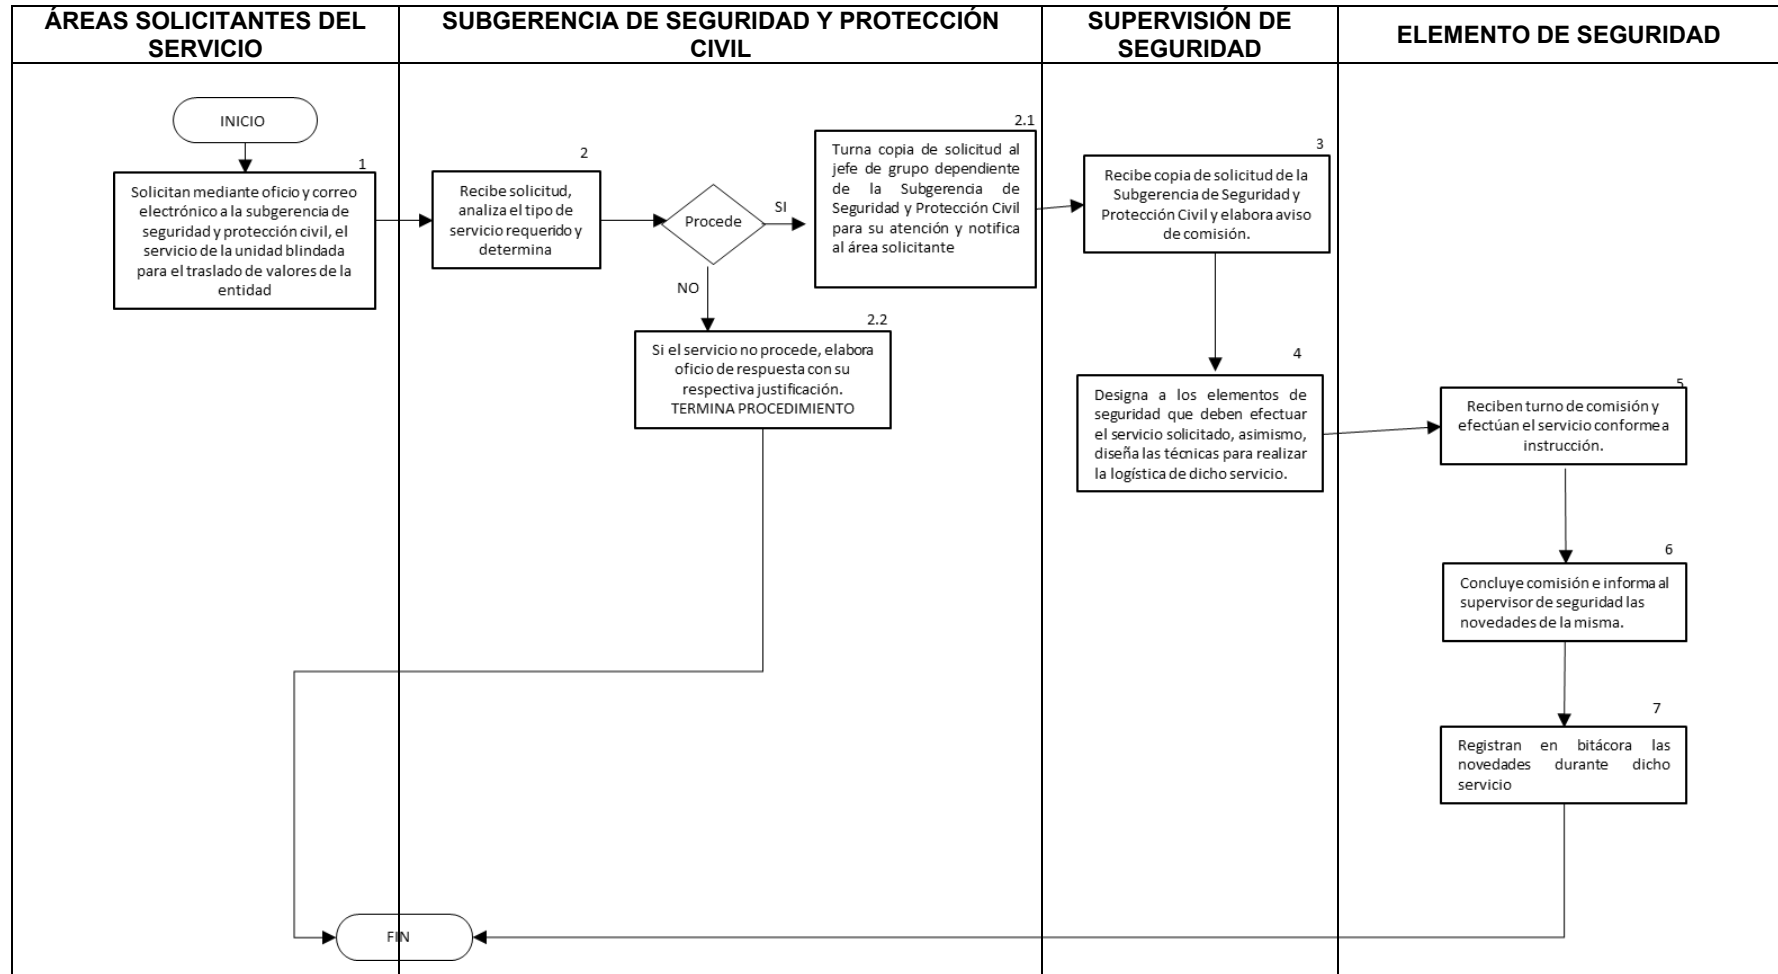 ÁREAS SOLICITANTES DEL
SERVICIO
SUBGERENCIA DE SEGURIDAD Y PROTECCIÓN
CIVIL
SUPERVISIÓN DE
SEGURIDAD
ELEMENTO DE SEGURIDAD
INICIO
1
Solicitan mediante oficio y correo
electrónico a la subgerencia de
seguridad y protección civil, el
servicio de la unidad blindada
para el traslado de valores de la
entidad
2
Recibe solicitud,
analiza el tipo de
servicio requerido y
determina
Procede
SI
NO
2.1
Turna copia de solicitud al
jefe de grupo dependiente
de la Subgerencia de
Seguridad y Protección Civil
para su atención y notifica
al área solicitante
2.2
Si el servicio no procede, elabora
oficio de respuesta con su
respectiva justificación.
TERMINA PROCEDIMIENTO
3
Recibe copia de solicitud de la
Subgerencia de Seguridad y
Protección Civil y elabora aviso
de comisión.
4
Designa a los elementos de
seguridad que deben efectuar
el servicio solicitado, asimismo,
diseña las técnicas para realizar
la logística de dicho servicio.
5
Reciben turno de comisión y
efectúan el servicio conforme a
instrucción.
6
Concluye comisión e informa al
supervisor de seguridad las
novedades de la misma.
7
Registran en bitácora las
novedades durante dicho
servicio
FIN